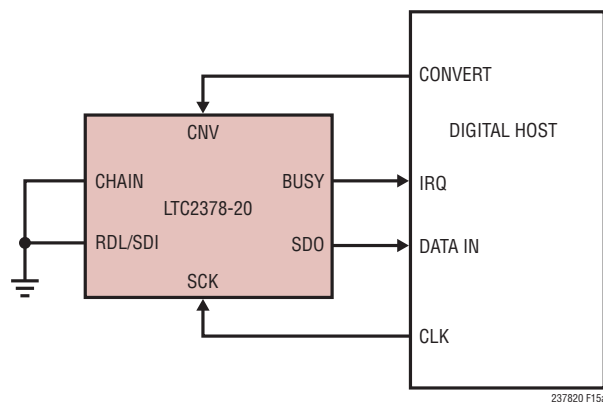 CONVERT
CNV
DIGITAL HOST
CHAIN
BUSY
IRQ
LTC2378-20
RDL/SDI
SDO
DATA IN
SCK
CLK